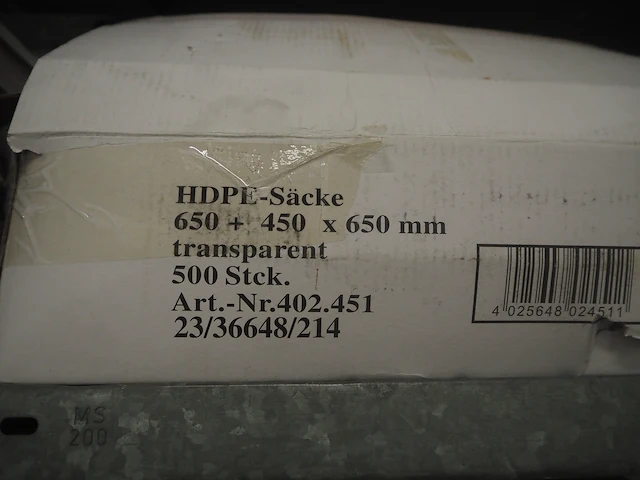 HDPE-Säcke
650 + 450 x 650 mm
transparent
500 Stck.
Art.-Nr.402.451
23/36648/214
4 025648 024511
MS
200